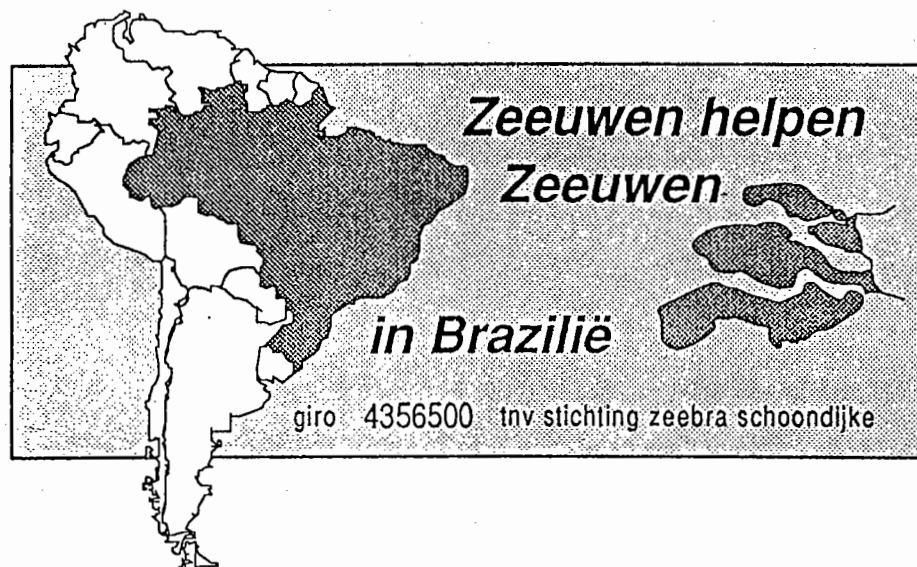 Zeeuwen helpen
Zeeuwen
in Brazilië
giro 4356500 tnv stichting zeebra schoondijke